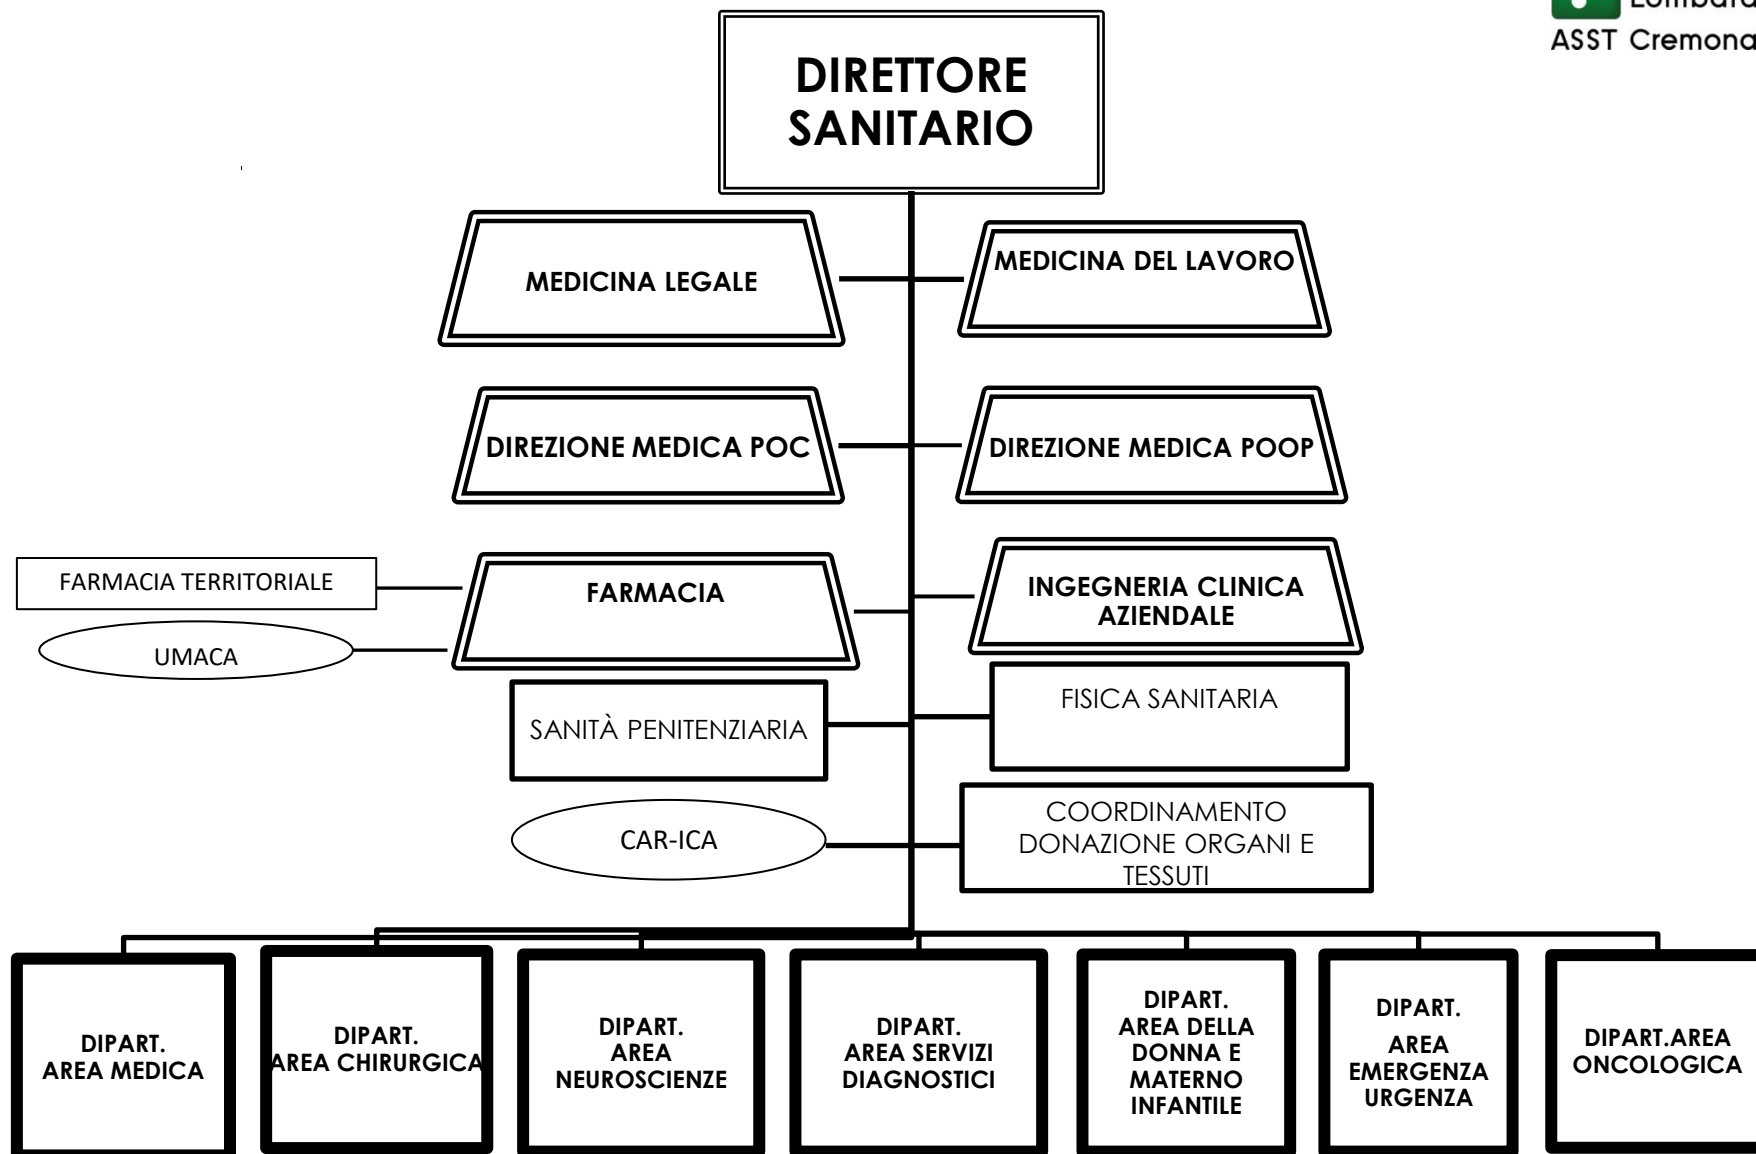 ASST Cremona
DIRETTORE
SANITARIO
MEDICINA LEGALE
MEDICINA DEL LAVORO
DIREZIONE MEDICA POC
DIREZIONE MEDICA POOP
FARMACIA TERRITORIALE
UMACA
FARMACIA
INGEGNERIA CLINICA
AZIENDALE
SANITÀ PENITENZIARIA
FISICA SANITARIA
CAR-ICA
COORDINAMENTO
DONAZIONE ORGANI E
TESSUTI
DIPART.
AREA MEDICA
DIPART.
AREA CHIRURGICA
DIPART.
AREA
NEUROSCIENZE
DIPART.
AREA SERVIZI
DIAGNOSTICI
DIPART.
AREA DELLA
DONNA E
MATERNO
INFANTILE
DIPART.
AREA
EMERGENZA
URGENZA
DIPART.AREA
ONCOLOGICA